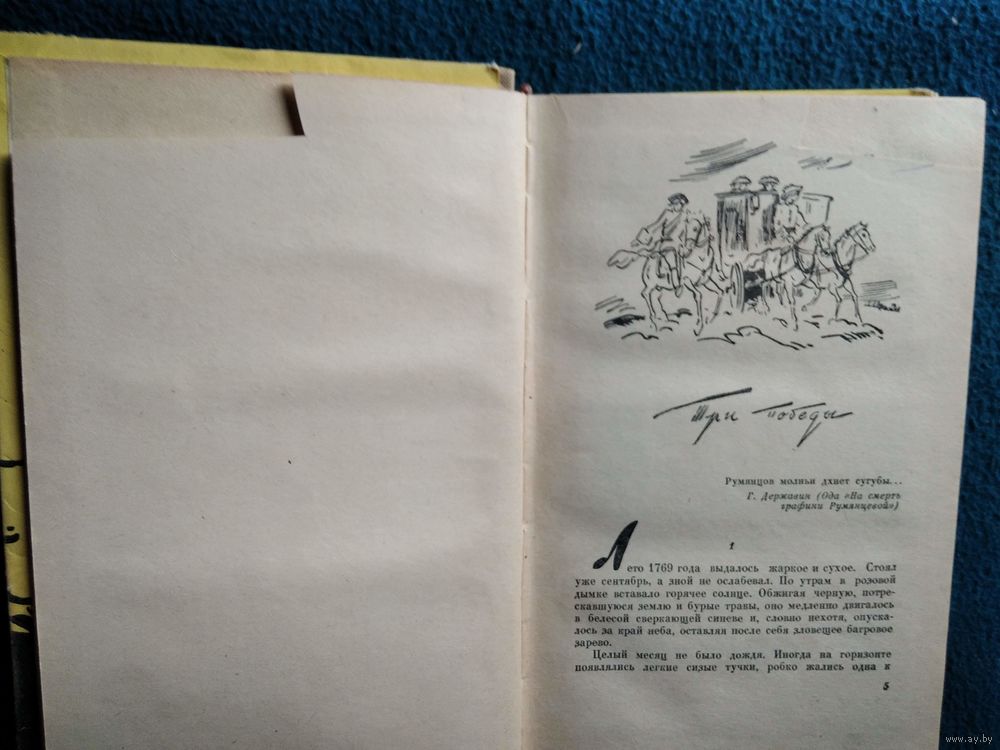 Три победы
Румянцов молньи дхнет сугубы...
Г. Державин (Ода «На смерть
графини Румянцевой»)
1
Лето 1769 года выдалось жаркое и сухое. Стоял
уже сентябрь, а зной не ослабевал. По утрам в розовой
дымке вставало горячее солнце. Обжигая черную, потре-
скавшуюся землю и бурые травы, оно медленно двигалось
в белесой сверкающей синеве и, словно нехотя, опуска-
лось за край неба, оставляя после себя зловещее багровое
зарево.
Целый месяц не было дождя. Иногда на горизонте
появлялись легкие сизые тучки, робко жались одна к
5
www.ay.by